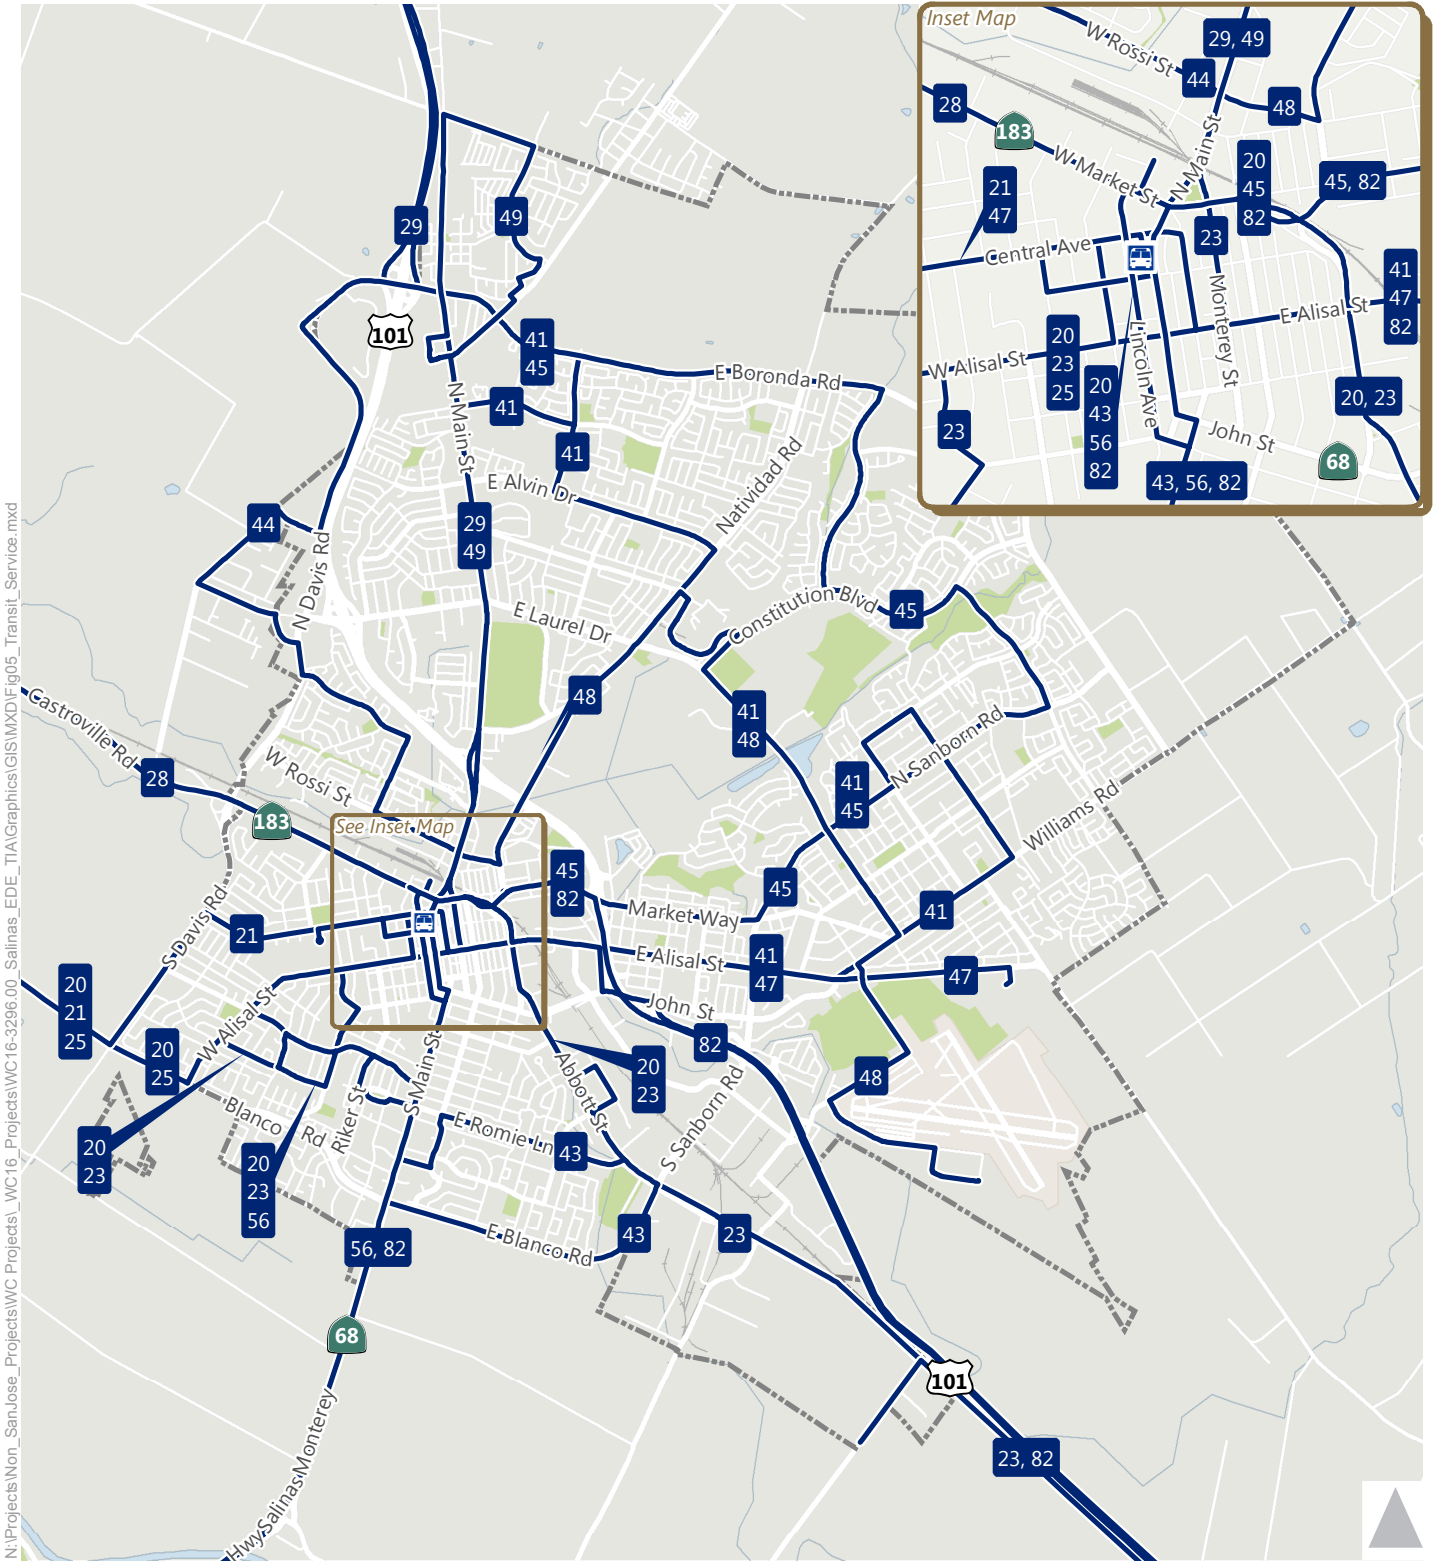 Inset Map
W Rossi St
29, 49
44
28
48
183
N Main St
W Market St
20
45
82
45, 82
21
47
23
Central Ave
41
47
82
Monterey St
E Alisal St
20
23
25
Lincoln Ave
W Alisal St
20
43
56
82
20, 23
23
John St
68
43, 56, 82
29
49
101
41
45
E Boronda Rd
41
N Main St
41
Natividad Rd
E Alvin Dr
29
49
44
N Davis Rd
E Laurel Dr
Constitution Blvd
45
48
41
48
Castroville Rd
28
N Sanborn Rd
W Rossi St
41
45
Williams Rd
183
See Inset Map
45
82
45
S Davis Rd
Market Way
41
21
E Alisal St
41
47
47
20
21
25
John St
W Alisal St
20
25
82
S Main St
Abbott St
20
23
48
S Sanborn Rd
Blanco Rd
Riker St
E Romie Ln
20
23
43
20
23
56
56, 82
E Blanco Rd
43
23
68
101
HwySalinasMonterey
23, 82
N:\Projects\Non_SanJose_Projects\WC Projects\_WC16_Projects\WC16-3296.00_Salinas_EDE_TIA\Graphics\GIS\MXD\Fig05_Transit_Service.mxd